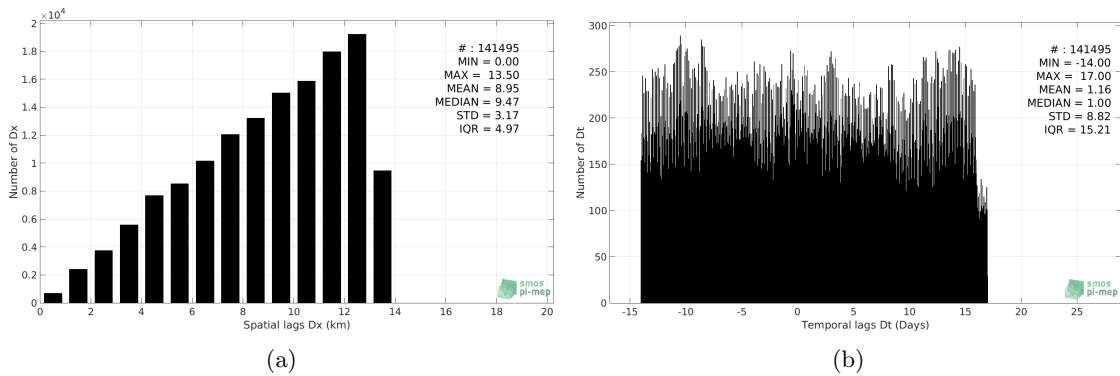 ×10⁴
2
1.8
1.6
1.4
1.2
1
0.8
0.6
0.4
0.2
0
Number of Dx
0 2 4 6 8 10 12 14 16 18 20
Spatial lags Dx (km)
# : 141495
MIN = 0.00
MAX = 13.50
MEAN = 8.95
MEDIAN = 9.47
STD = 3.17
IQR = 4.97
smos
pi-mep
(a)
300
250
200
150
100
50
0
Number of Dt
-15 -10 -5 0 5 10 15 20 25
Temporal lags Dt (Days)
# : 141495
MIN = -14.00
MAX = 17.00
MEAN = 1.16
MEDIAN = 1.00
STD = 8.82
IQR = 15.21
smos
pi-mep
(b)